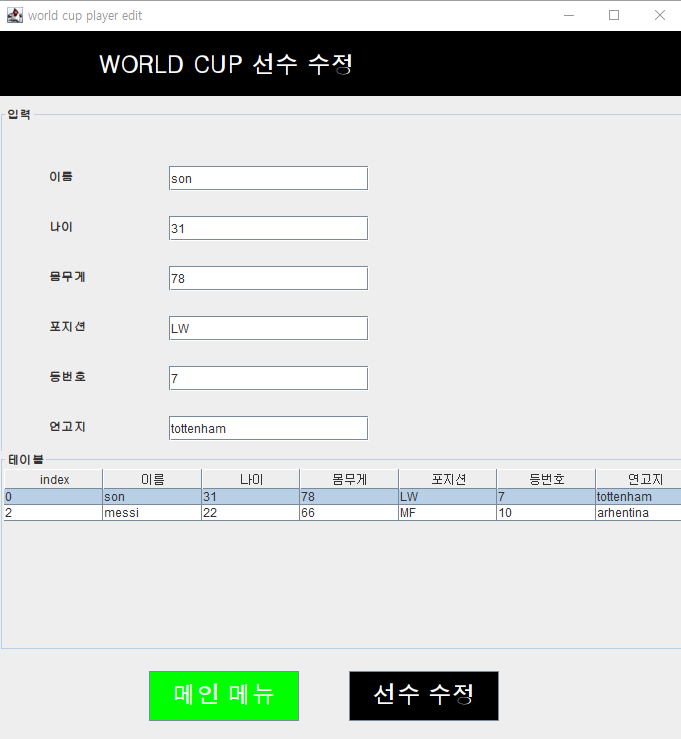 world cup player edit
WORLD CUP 선수 수정
입력
이름 son
나이 31
몸무게 78
포지션 LW
등번호 7
연고지 tottenham
테이블
index 이름 나이 몸무게 포지션 등번호 연고지
0 son 31 78 LW 7 tottenham
2 messi 22 66 MF 10 arhentina
메인 메뉴 선수 수정